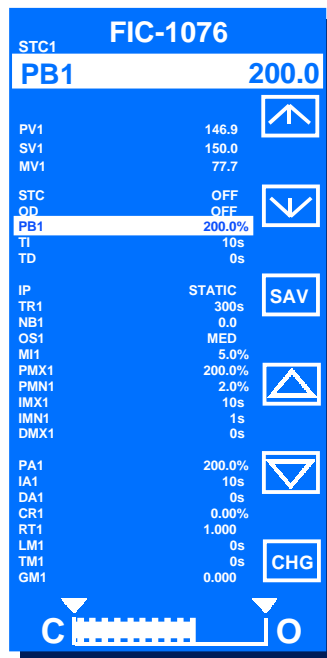 FIC-1076
STC1
PB1 200.0
PV1 146.9
SV1 150.0
MV1 77.7
STC OFF
OD OFF
PB1 200.0%
TI 10s
TD 0s
IP STATIC
TR1 300s
NB1 0.0
OS1 MED
MI1 5.0%
PMX1 200.0%
PMN1 2.0%
IMX1 10s
IMN1 1s
DMX1 0s
PA1 200.0%
IA1 10s
DA1 0s
CR1 0.00%
RT1 1.000
LM1 0s
TM1 0s
GM1 0.000
SAV
CHG
C O